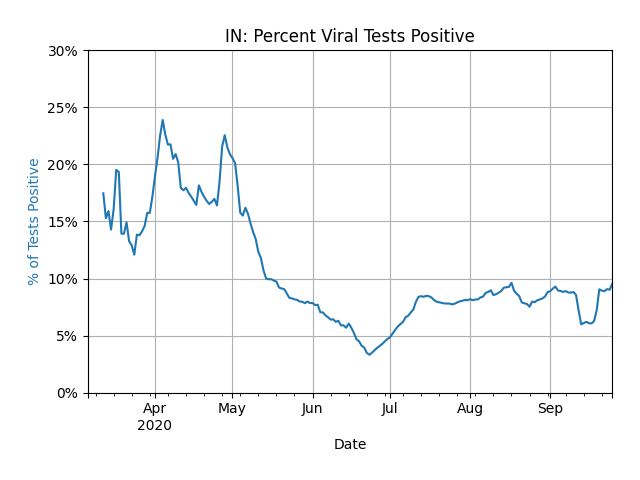 IN: Percent Viral Tests Positive
30%
25%
20%
15%
10%
5%
0%
% of Tests Positive
Apr
2020
May
Jun
Jul
Aug
Sep
Date